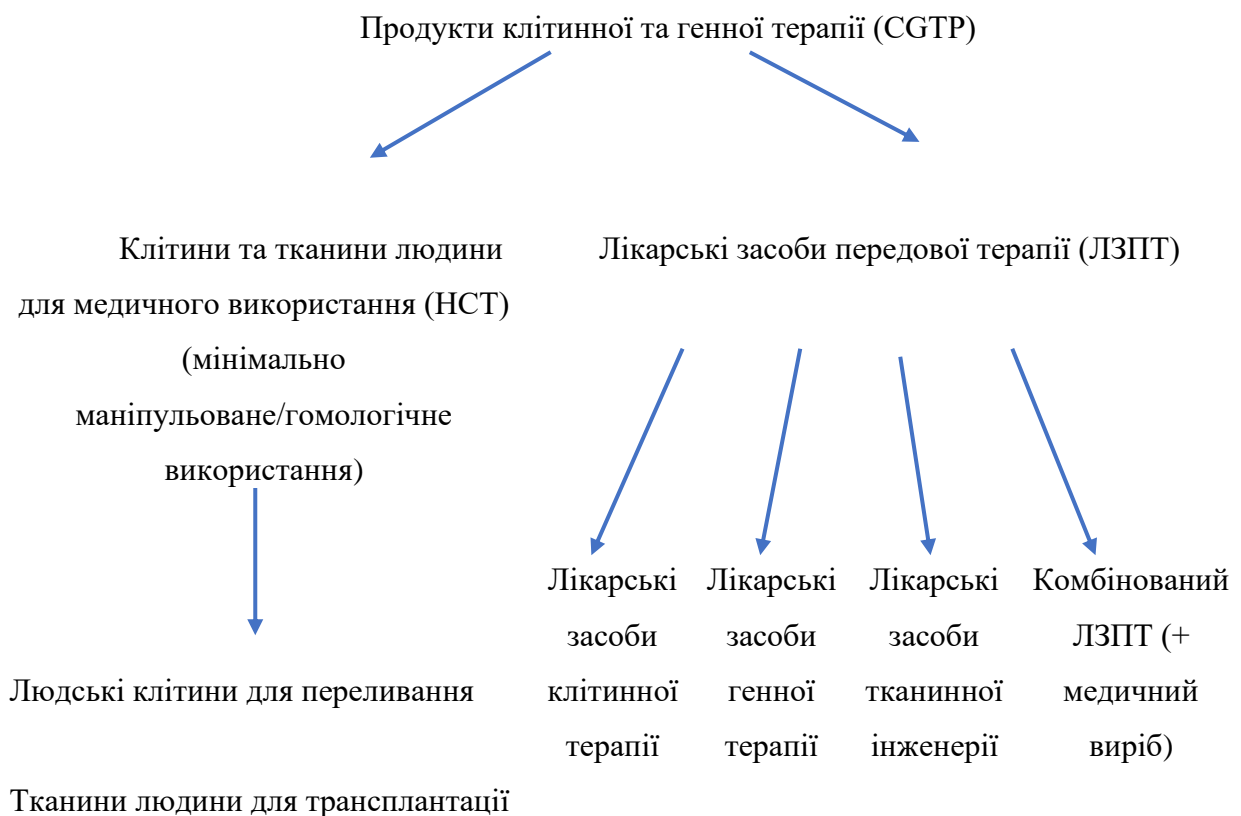 Продукти клітинної та генної терапії (CGTP)
Клітини та тканини людини
для медичного використання (НСТ)
(мінімально
маніпульоване/гомологічне
використання)
Людські клітини для переливання
Тканини людини для трансплантації
Лікарські засоби передової терапії (ЛЗПТ)
Лікарські
засоби
клітинної
терапії
Лікарські
засоби
генної
терапії
Лікарські
засоби
тканинної
інженерії
Комбінований
ЛЗПТ (+
медичний
виріб)